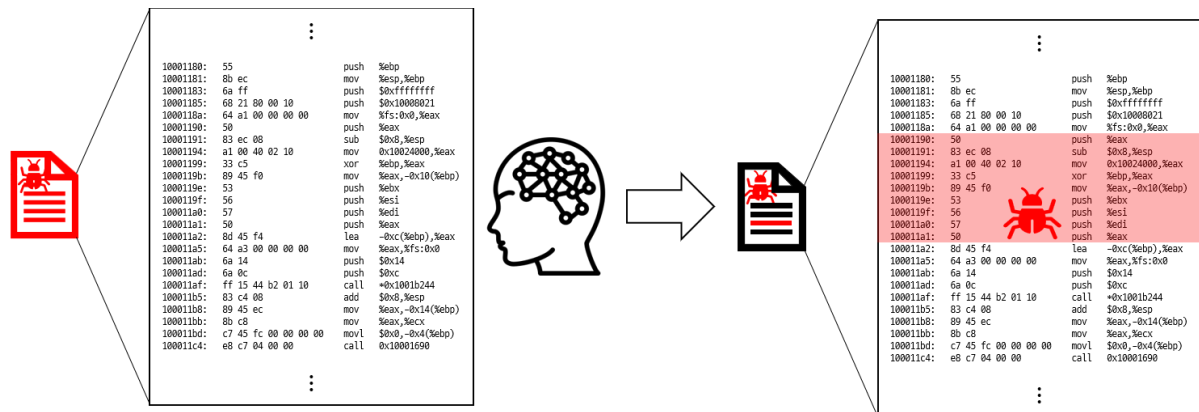 ⋮
10001180: 55 push %ebp
10001181: 8b ec mov %esp,%ebp
10001183: 6a ff push $0xffffffff
10001185: 68 21 80 00 10 push $0x10008021
1000118a: 64 a1 00 00 00 00 mov %fs:0x0,%eax
10001190: 50 push %eax
10001191: 83 ec 08 sub $0x8,%esp
10001194: a1 00 40 02 10 mov 0x10024000,%eax
10001199: 33 c5 xor %ebp,%eax
1000119b: 89 45 f0 mov %eax,-0x10(%ebp)
1000119e: 53 push %ebx
1000119f: 56 push %esi
100011a0: 57 push %edi
100011a1: 50 push %eax
100011a2: 8d 45 f4 lea -0xc(%ebp),%eax
100011a5: 64 a3 00 00 00 00 mov %eax,%fs:0x0
100011ab: 6a 14 push $0x14
100011ad: 6a 0c push $0xc
100011af: ff 15 44 b2 01 10 call *0x1001b244
100011b5: 83 c4 08 add $0x8,%esp
100011b8: 89 45 ec mov %eax,-0x14(%ebp)
100011bb: 8b c8 mov %eax,%ecx
100011bd: c7 45 fc 00 00 00 00 movl $0x0,-0x4(%ebp)
100011c4: e8 c7 04 00 00 call 0x10001690
⋮
⋮
10001180: 55 push %ebp
10001181: 8b ec mov %esp,%ebp
10001183: 6a ff push $0xffffffff
10001185: 68 21 80 00 10 push $0x10008021
1000118a: 64 a1 00 00 00 00 mov %fs:0x0,%eax
10001190: 50 push %eax
10001191: 83 ec 08 sub $0x8,%esp
10001194: a1 00 40 02 10 mov 0x10024000,%eax
10001199: 33 c5 xor %ebp,%eax
1000119b: 89 45 f0 mov %eax,-0x10(%ebp)
1000119e: 53 push %ebx
1000119f: 56 push %esi
100011a0: 57 push %edi
100011a1: 50 push %eax
100011a2: 8d 45 f4 lea -0xc(%ebp),%eax
100011a5: 64 a3 00 00 00 00 mov %eax,%fs:0x0
100011ab: 6a 14 push $0x14
100011ad: 6a 0c push $0xc
100011af: ff 15 44 b2 01 10 call *0x1001b244
100011b5: 83 c4 08 add $0x8,%esp
100011b8: 89 45 ec mov %eax,-0x14(%ebp)
100011bb: 8b c8 mov %eax,%ecx
100011bd: c7 45 fc 00 00 00 00 movl $0x0,-0x4(%ebp)
100011c4: e8 c7 04 00 00 call 0x10001690
⋮